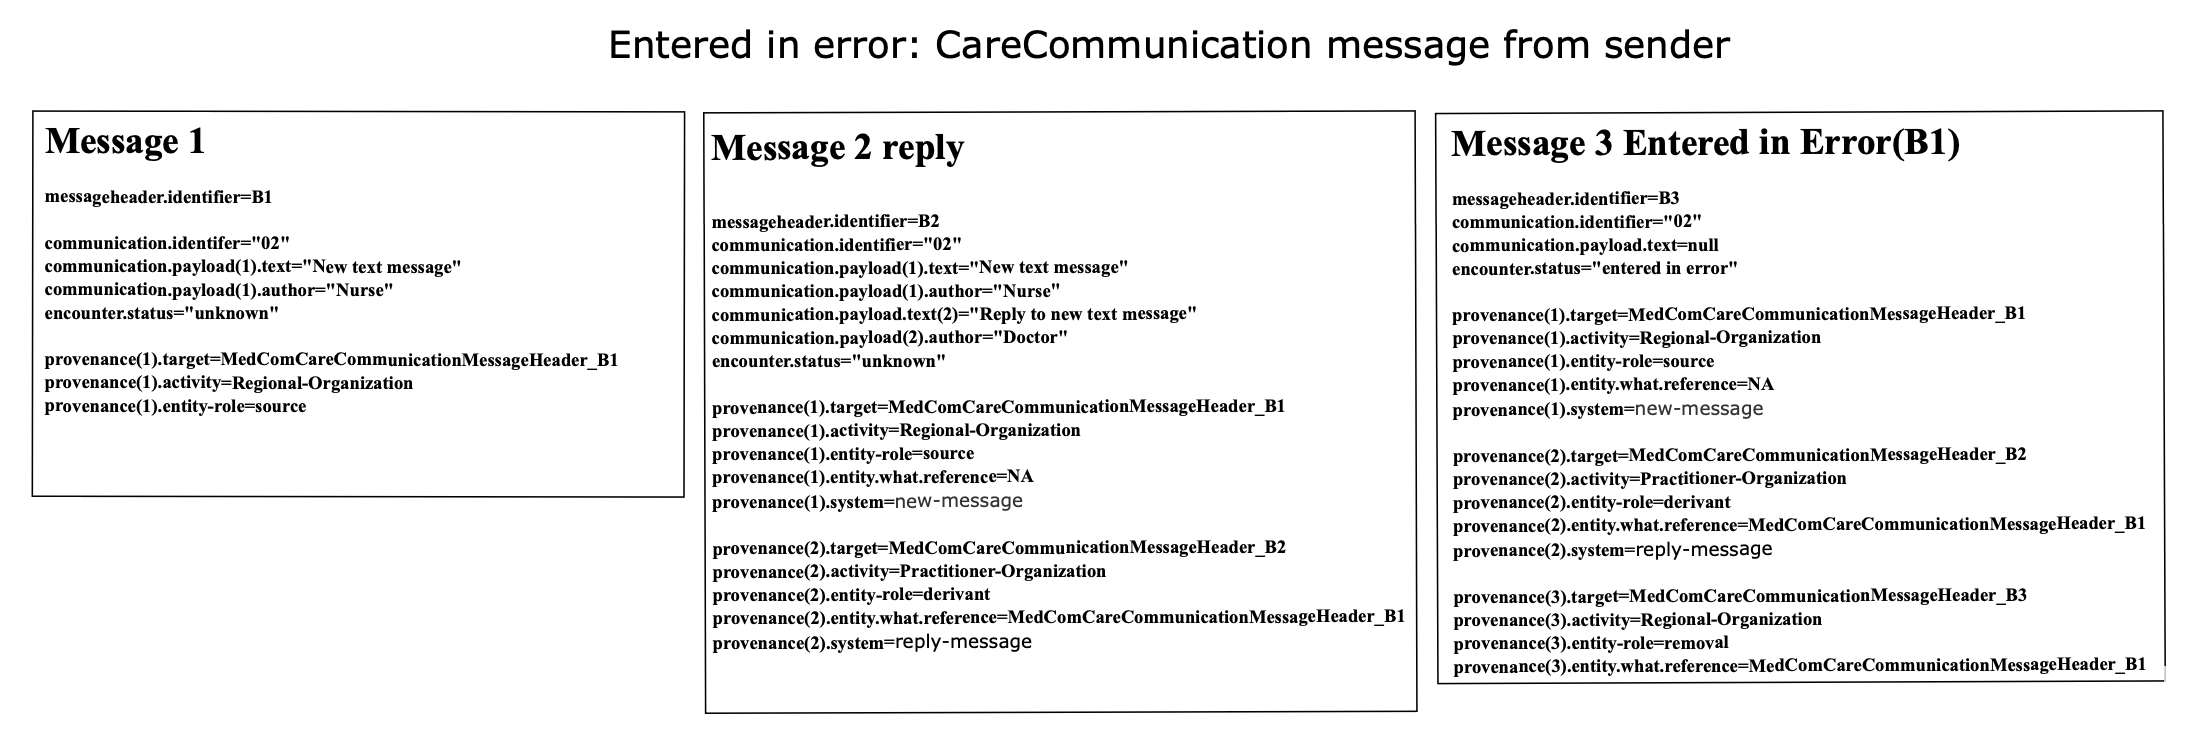 Entered in error: CareCommunication message from sender
Message 1
messageheader.identifier=B1
communication.identifer="02"
communication.payload(1).text="New text message"
communication.payload(1).author="Nurse"
encounter.status="unknown"
provenance(1).target=MedComCareCommunicationMessageHeader_B1
provenance(1).activity=Regional-Organization
provenance(1).entity-role=source
Message 2 reply
messageheader.identifier=B2
communication.identifier="02"
communication.payload(1).text="New text message"
communication.payload(1).author="Nurse"
communication.payload.text(2)="Reply to new text message"
communication.payload(2).author="Doctor"
encounter.status="unknown"
provenance(1).target=MedComCareCommunicationMessageHeader_B1
provenance(1).activity=Regional-Organization
provenance(1).entity-role=source
provenance(1).entity.what.reference=NA
provenance(1).system=new-message
provenance(2).target=MedComCareCommunicationMessageHeader_B2
provenance(2).activity=Practitioner-Organization
provenance(2).entity-role=derivant
provenance(2).entity.what.reference=MedComCareCommunicationMessageHeader_B1
provenance(2).system=reply-message
Message 3 Entered in Error(B1)
messageheader.identifier=B3
communication.identifier="02"
communication.payload.text=null
encounter.status="entered in error"
provenance(1).target=MedComCareCommunicationMessageHeader_B1
provenance(1).activity=Regional-Organization
provenance(1).entity-role=source
provenance(1).entity.what.reference=NA
provenance(1).system=new-message
provenance(2).target=MedComCareCommunicationMessageHeader_B2
provenance(2).activity=Practitioner-Organization
provenance(2).entity-role=derivant
provenance(2).entity.what.reference=MedComCareCommunicationMessageHeader_B1
provenance(2).system=reply-message
provenance(3).target=MedComCareCommunicationMessageHeader_B3
provenance(3).activity=Regional-Organization
provenance(3).entity-role=removal
provenance(3).entity.what.reference=MedComCareCommunicationMessageHeader_B1